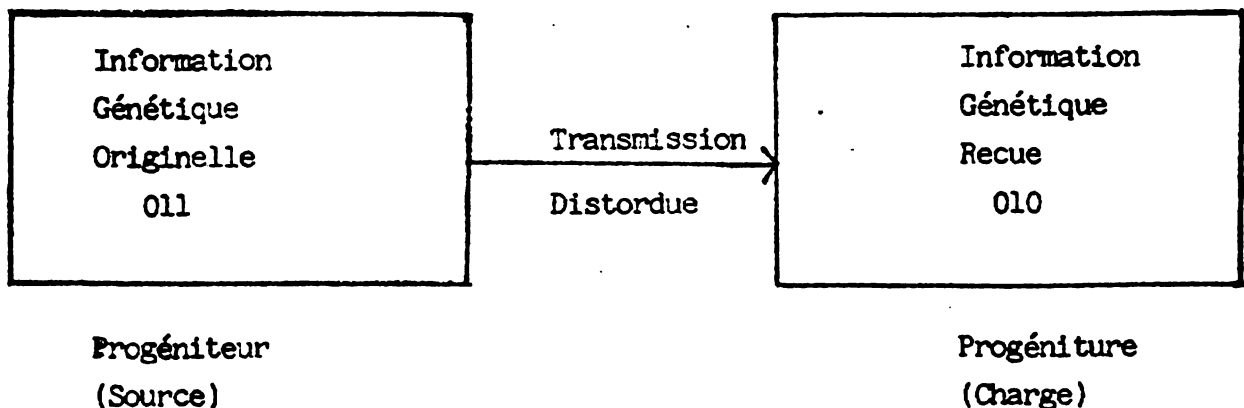 Information
Génétique
Originelle
011
Transmission
Distordue
Information
Génétique
Recue
010
Progéniteur
(Source)
Progéniture
(Charge)